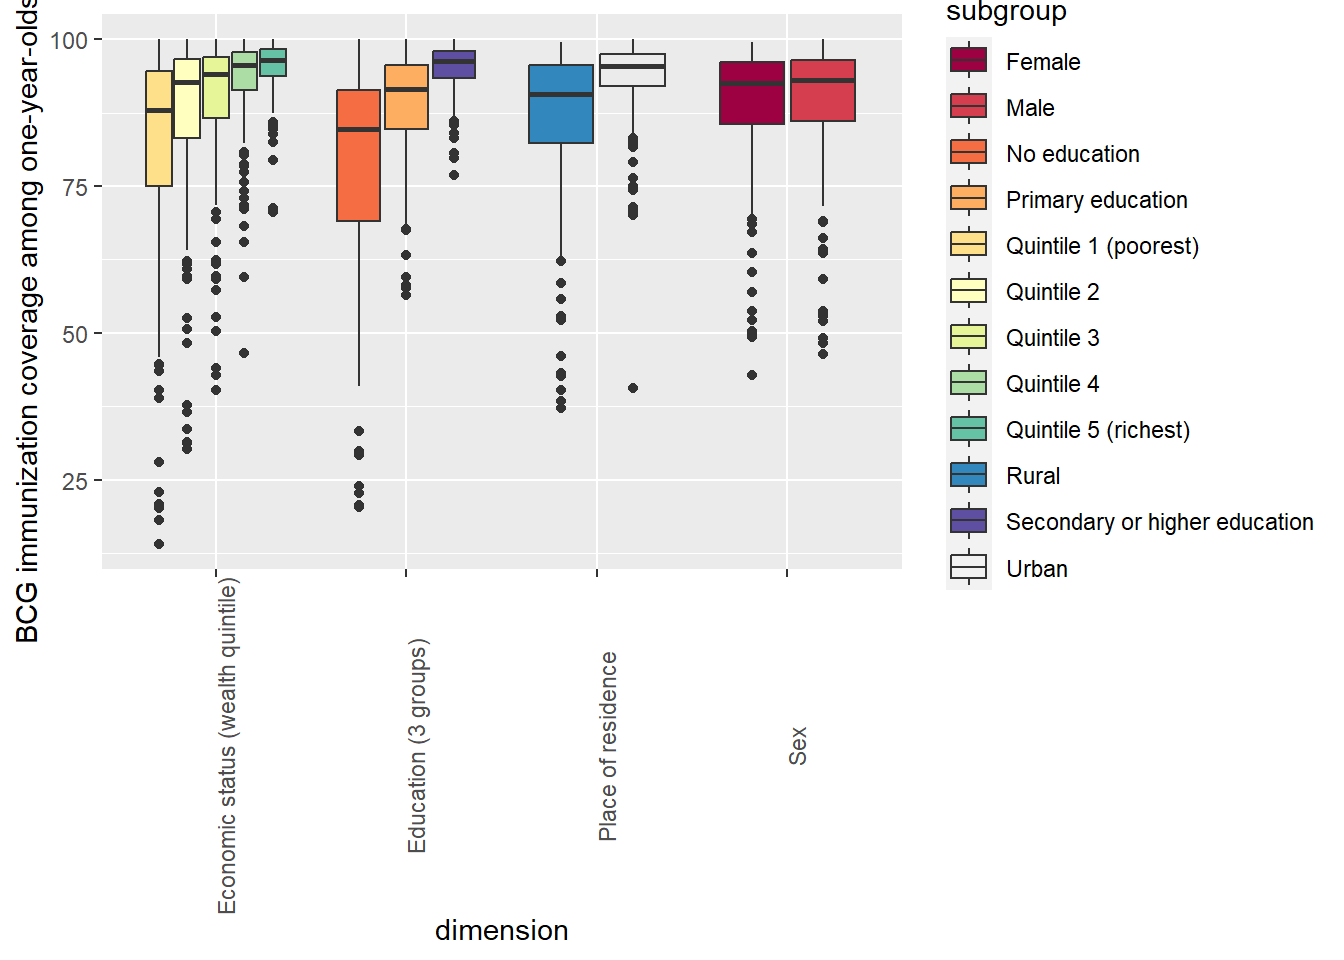 BCG immunization coverage among one-year-olds
100
75
50
25
Economic status (wealth quintile)
Education (3 groups)
Place of residence
Sex
dimension
subgroup
Female
Male
No education
Primary education
Quintile 1 (poorest)
Quintile 2
Quintile 3
Quintile 4
Quintile 5 (richest)
Rural
Secondary or higher education
Urban